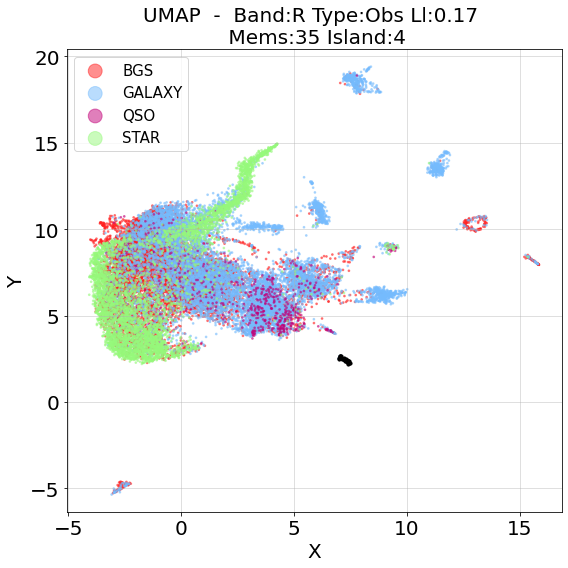 UMAP  -  Band:R Type:Obs Ll:0.17
Mems:35 Island:4
BGS
GALAXY
QSO
STAR
Y
20
15
10
5
0
−5
−5 0 5 10 15
X